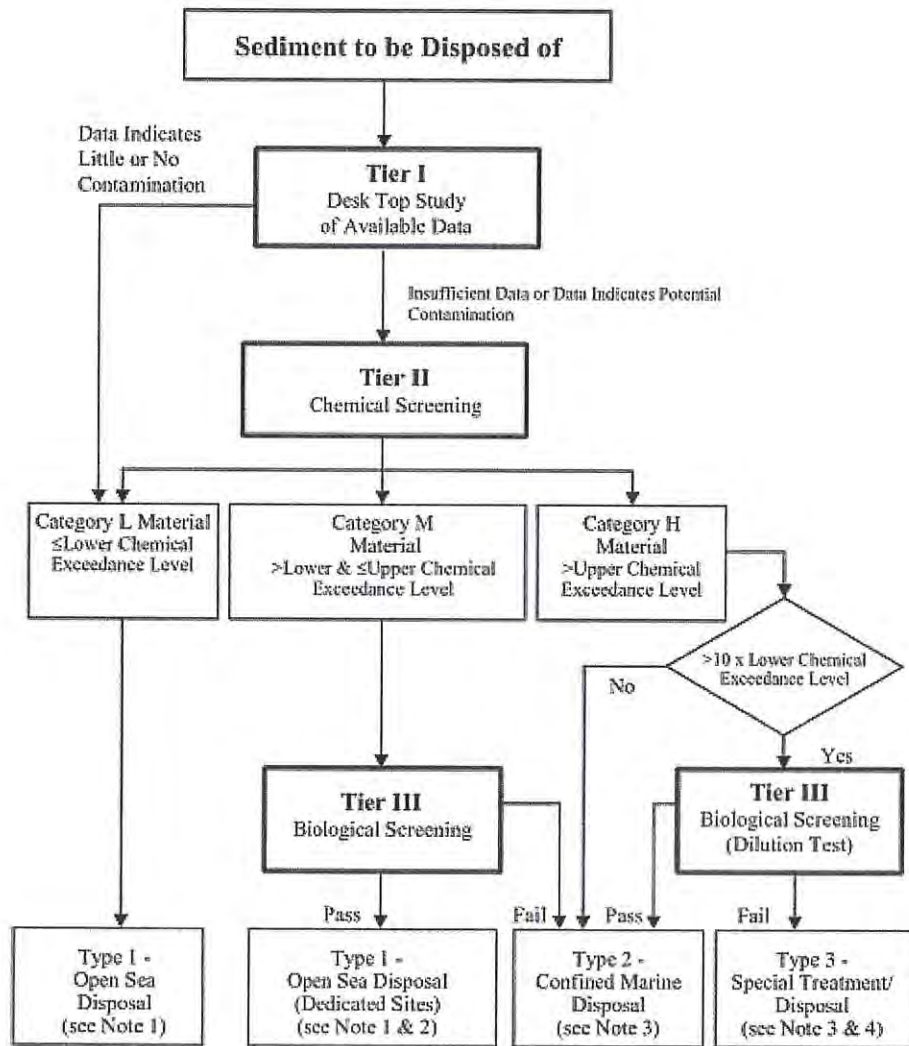 Sediment to be Disposed of
Data Indicates
Little or No
Contamination
Tier I
Desk Top Study
of Available Data
Insufficient Data or Data Indicates Potential
Contamination
Tier II
Chemical Screening
Category L Material
≤Lower Chemical
Exceedance Level
Category M
Material
>Lower & ≤Upper Chemical
Exceedance Level
Category H
Material
>Upper Chemical
Exceedance Level
>10 x Lower Chemical
Exceedance Level
No
Yes
Tier III
Biological Screening
Tier III
Biological Screening
(Dilution Test)
Pass
Fail
Pass
Fail
Type 1 -
Open Sea
Disposal
(see Note 1)
Type 1 -
Open Sea Disposal
(Dedicated Sites)
(see Note 1 & 2)
Type 2 -
Confined Marine
Disposal
(see Note 3)
Type 3 -
Special Treatment/
Disposal
(see Note 3 & 4)